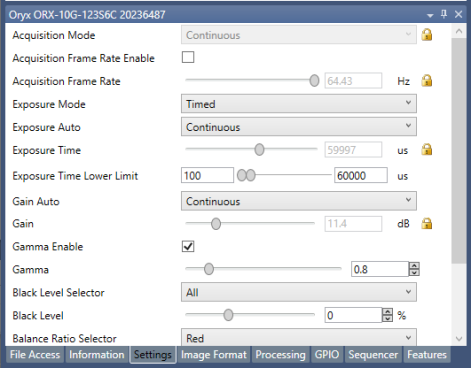 Oryx ORX-10G-123S6C 20236487
Acquisition Mode Continuous
Acquisition Frame Rate Enable
Acquisition Frame Rate 64.43 Hz
Exposure Mode Timed
Exposure Auto Continuous
Exposure Time 59997 us
Exposure Time Lower Limit 100 60000 us
Gain Auto Continuous
Gain 11.4 dB
Gamma Enable
Gamma 0.8
Black Level Selector All
Black Level 0 %
Balance Ratio Selector Red
File Access Information Settings Image Format Processing GPIO Sequencer Features